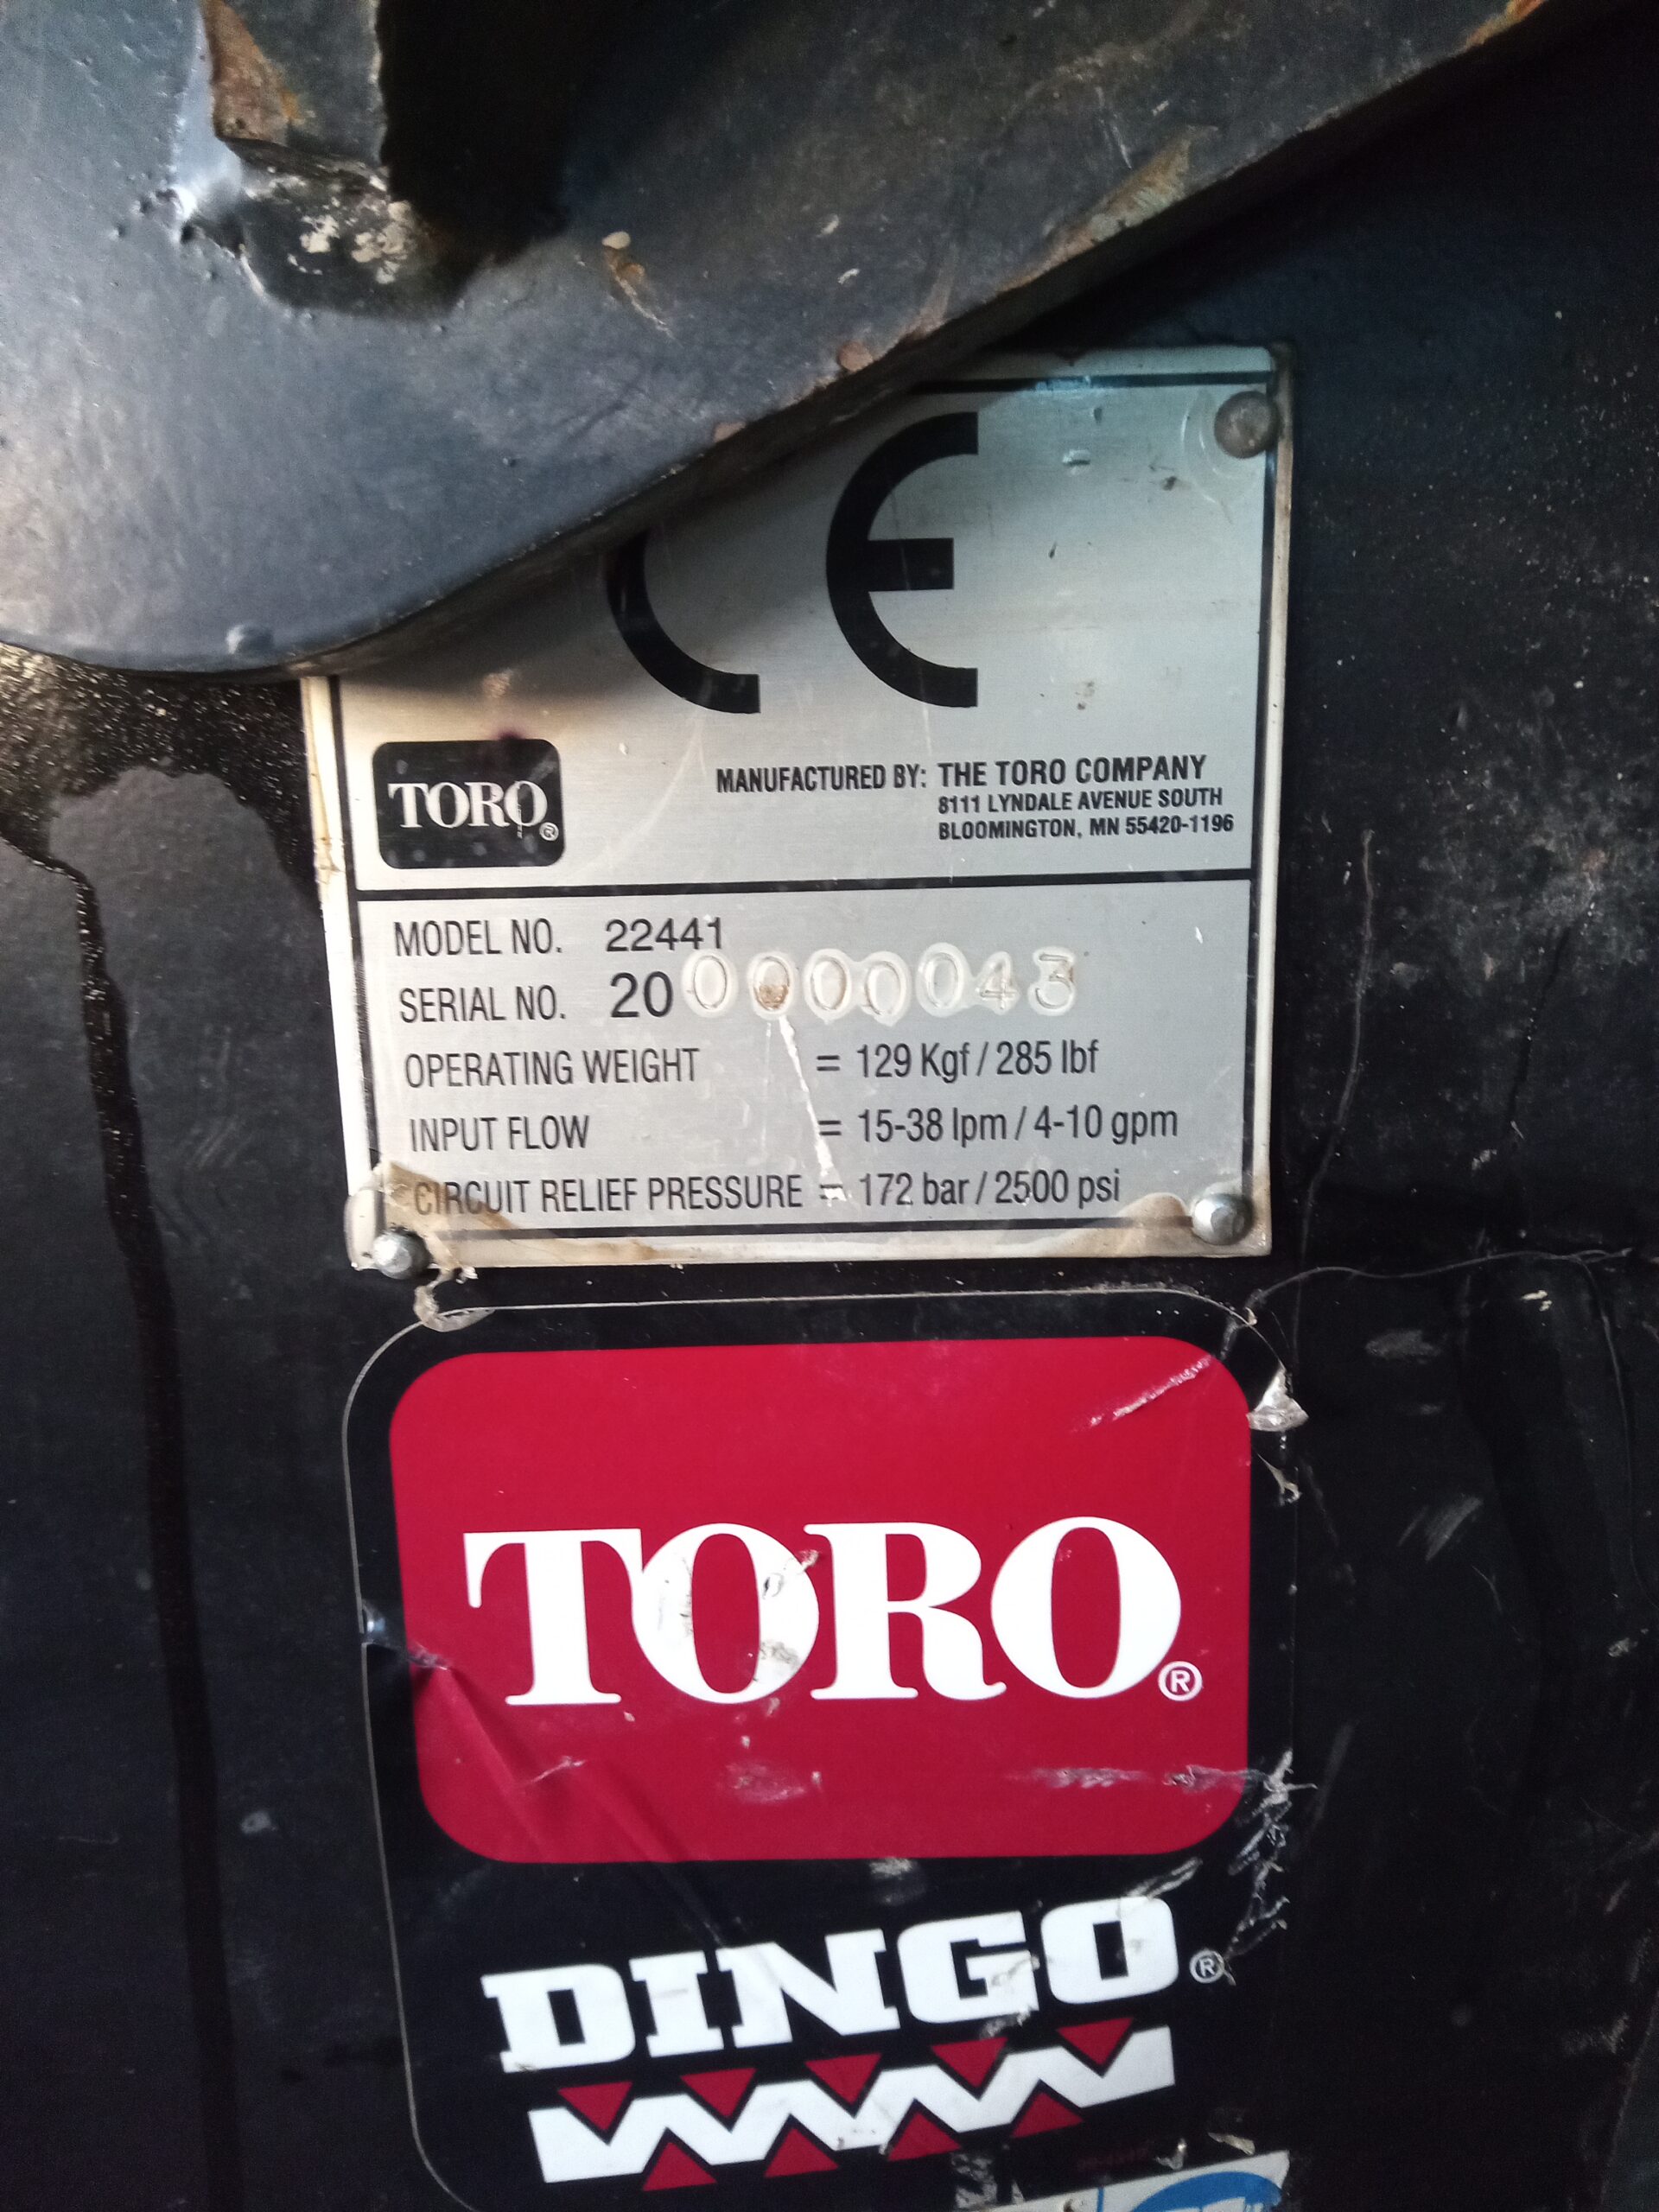 CE
TORO®
MANUFACTURED BY: THE TORO COMPANY
8111 LYNDALE AVENUE SOUTH
BLOOMINGTON, MN 55420-1196
MODEL NO. 22441
SERIAL NO. 200000043
OPERATING WEIGHT = 129 Kgf / 285 lbf
INPUT FLOW = 15-38 lpm / 4-10 gpm
CIRCUIT RELIEF PRESSURE = 172 bar / 2500 psi
TORO®
DINGO®